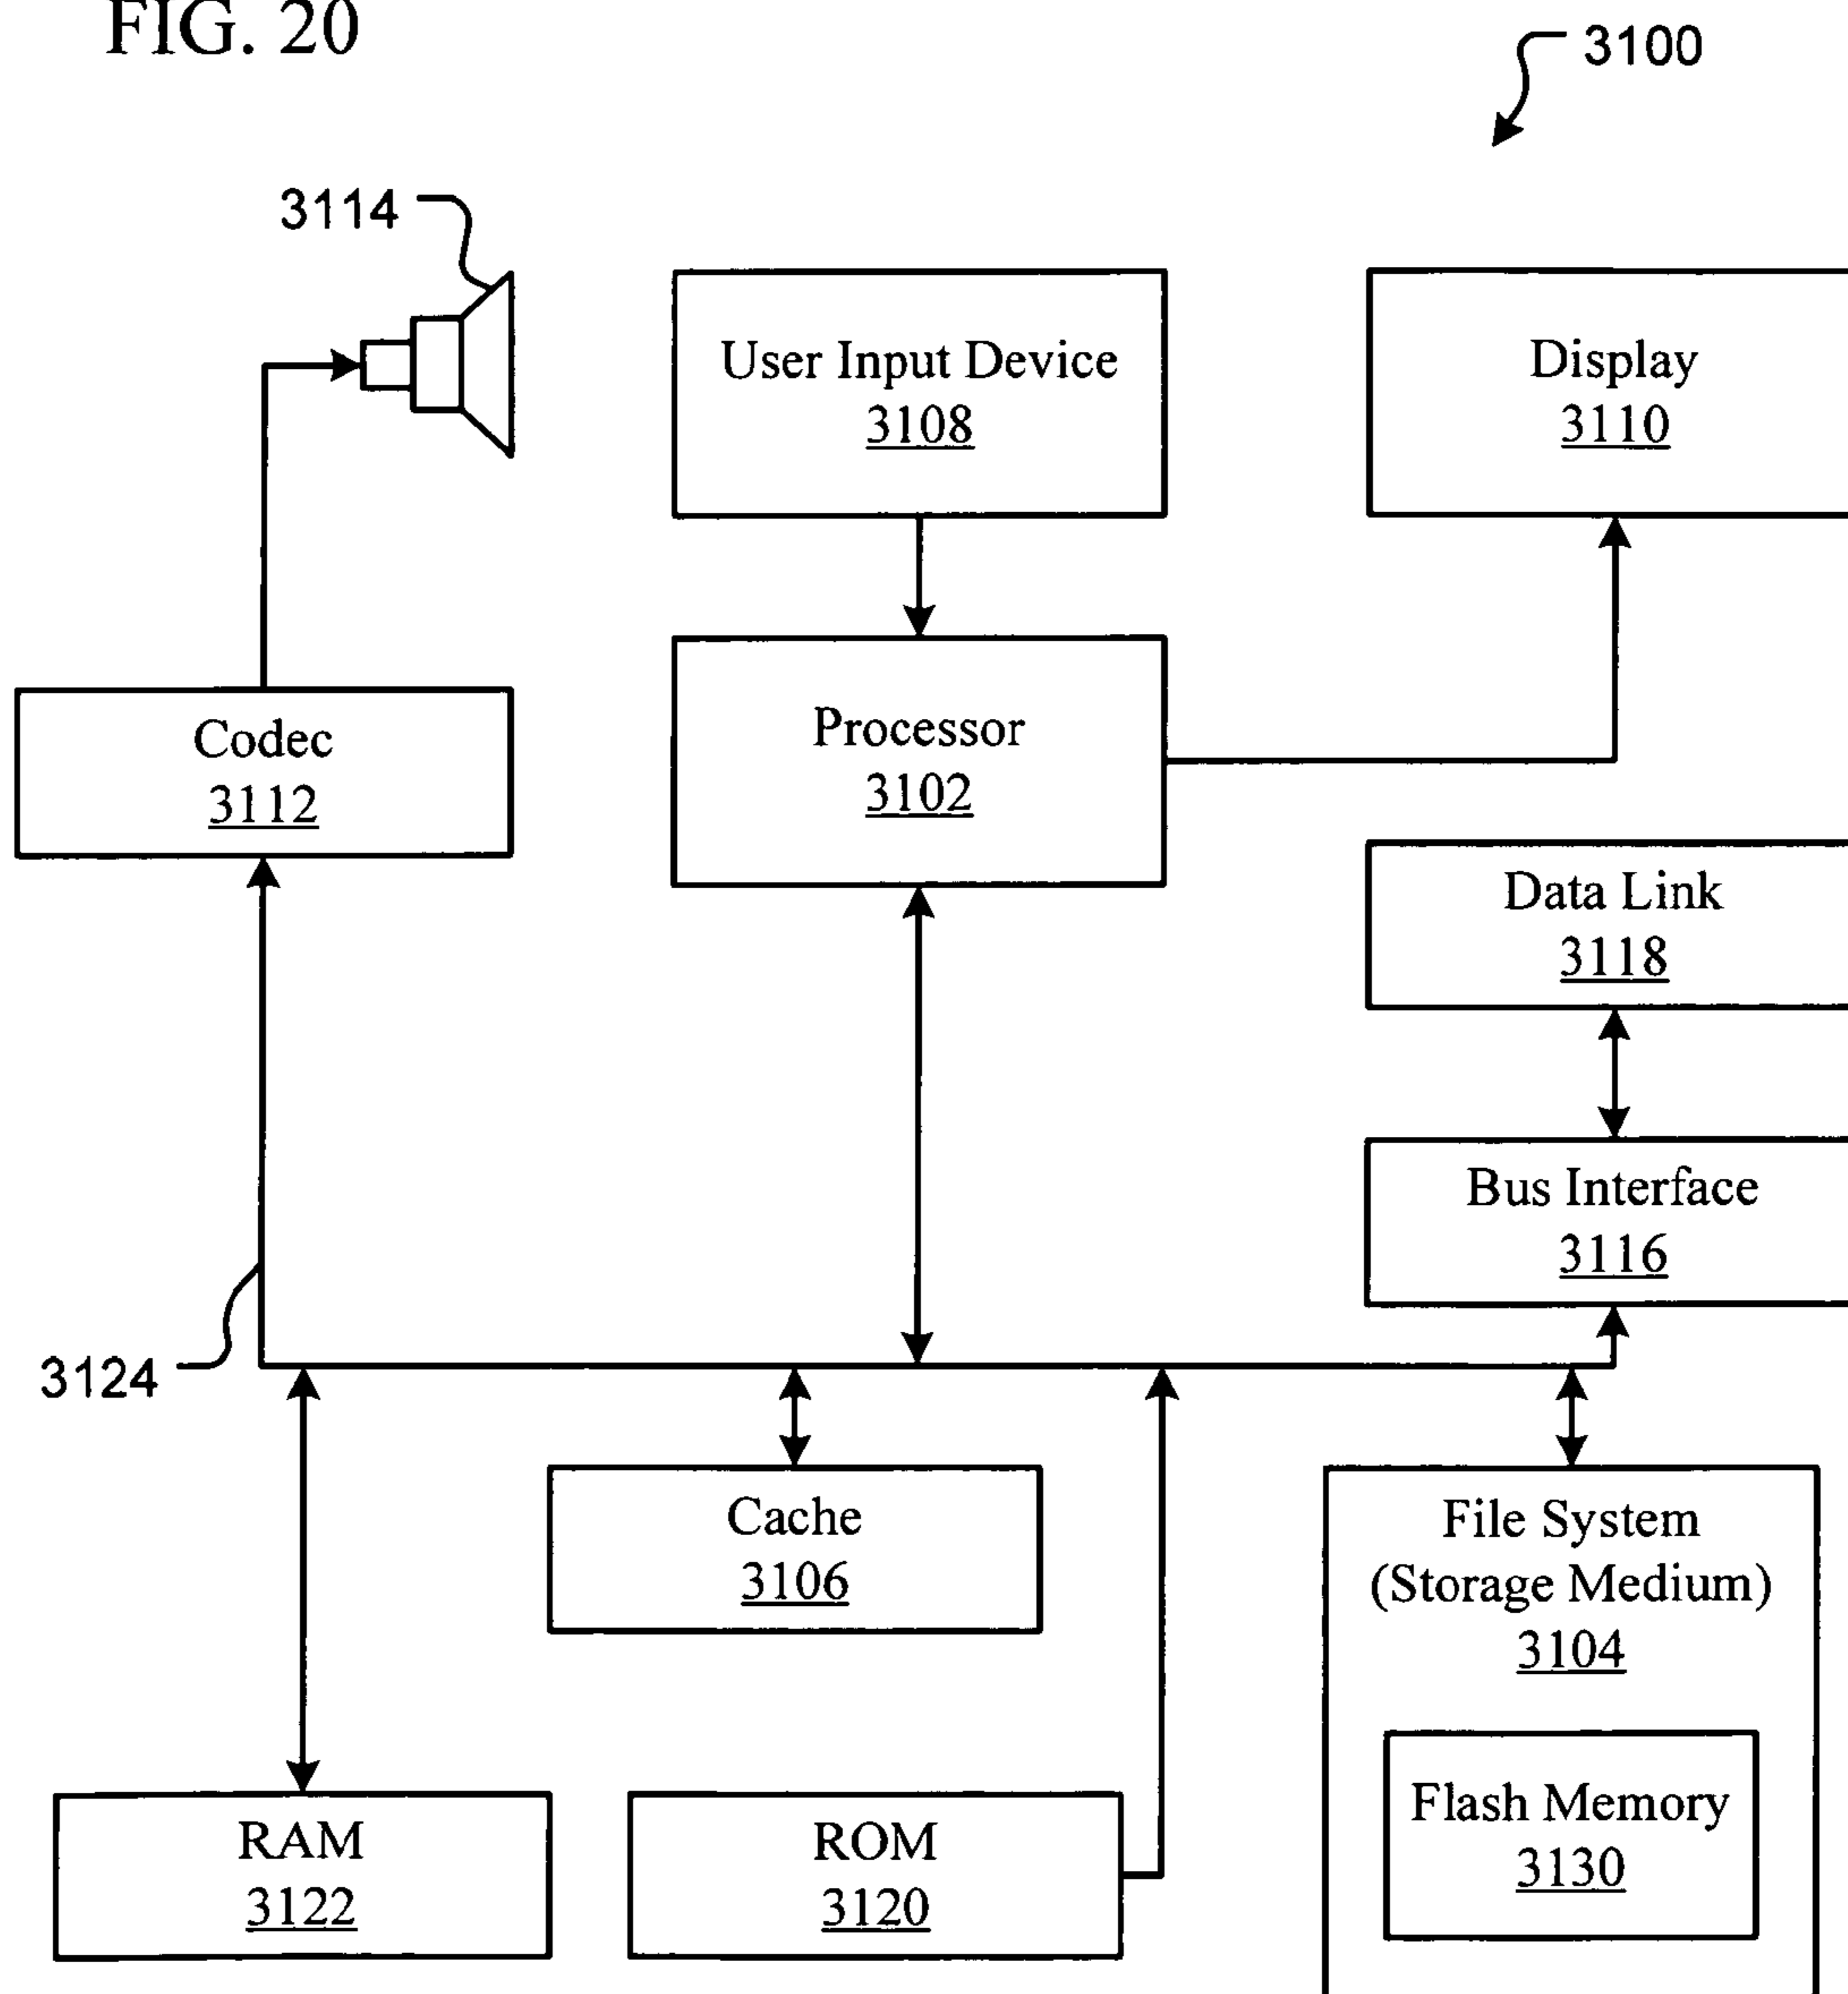 FIG. 20
3100
3114
User Input Device
3108
Display
3110
Codec
3112
Processor
3102
Data Link
3118
Bus Interface
3116
3124
Cache
3106
File System
(Storage Medium)
3104
Flash Memory
3130
RAM
3122
ROM
3120